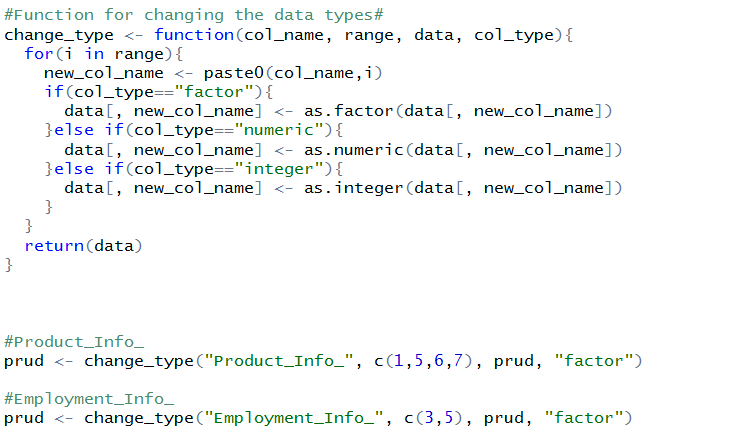 #Function for changing the data types#
change_type <- function(col_name, range, data, col_type){
  for(i in range){
    new_col_name <- paste0(col_name,i)
    if(col_type=="factor"){
      data[, new_col_name] <- as.factor(data[, new_col_name])
    }else if(col_type=="numeric"){
      data[, new_col_name] <- as.numeric(data[, new_col_name])
    }else if(col_type=="integer"){
      data[, new_col_name] <- as.integer(data[, new_col_name])
    }
  }
  return(data)
}
#Product_Info_
prud <- change_type("Product_Info_", c(1,5,6,7), prud, "factor")
#Employment_Info_
prud <- change_type("Employment_Info_", c(3,5), prud, "factor")